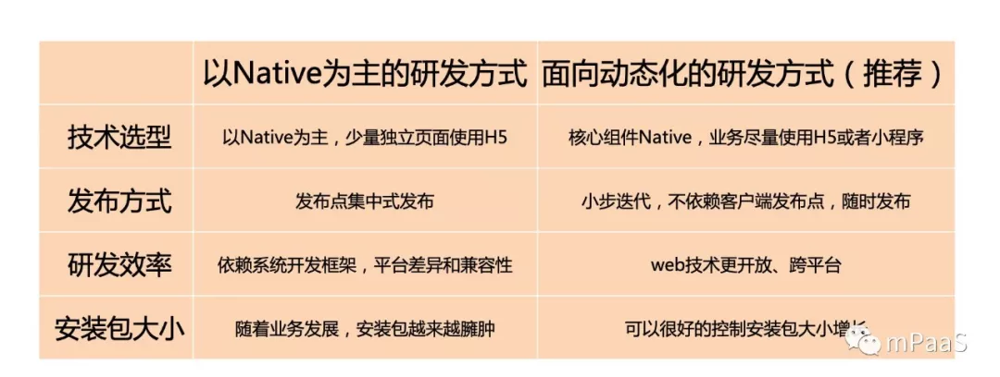 以Native为主的研发方式 面向动态化的研发方式（推荐）
技术选型 以Native为主，少量独立页面使用H5 核心组件Native，业务尽量使用H5或者小程序
发布方式 发布点集中式发布 小步迭代，不依赖客户端发布点，随时发布
研发效率 依赖系统开发框架，平台差异和兼容性 web技术更开放、跨平台
安装包大小 随着业务发展，安装包越来越臃肿 可以很好的控制安装包大小增长
mPaaS